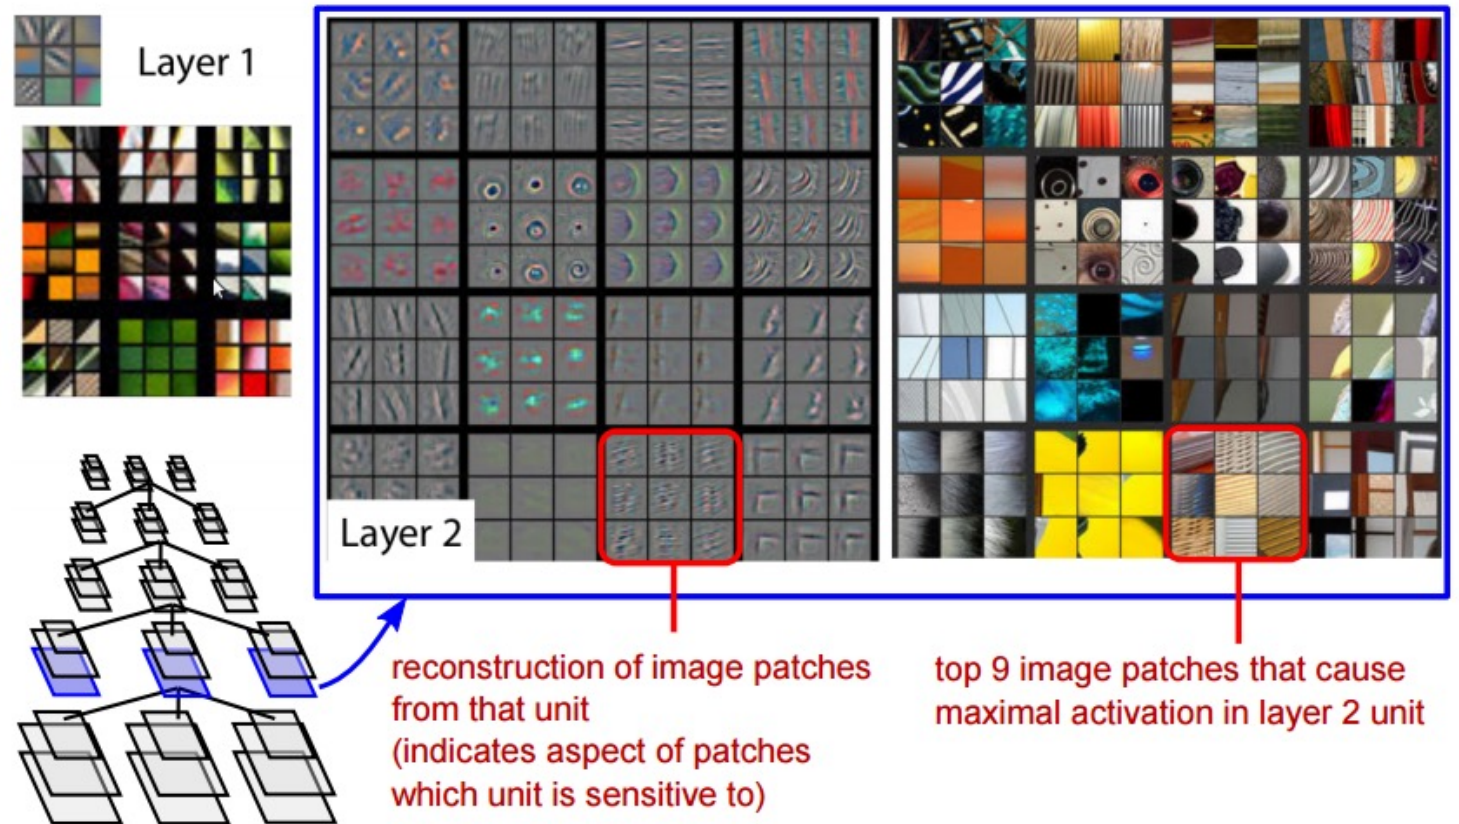 Layer 1
Layer 2
reconstruction of image patches
from that unit
(indicates aspect of patches
which unit is sensitive to)
top 9 image patches that cause
maximal activation in layer 2 unit